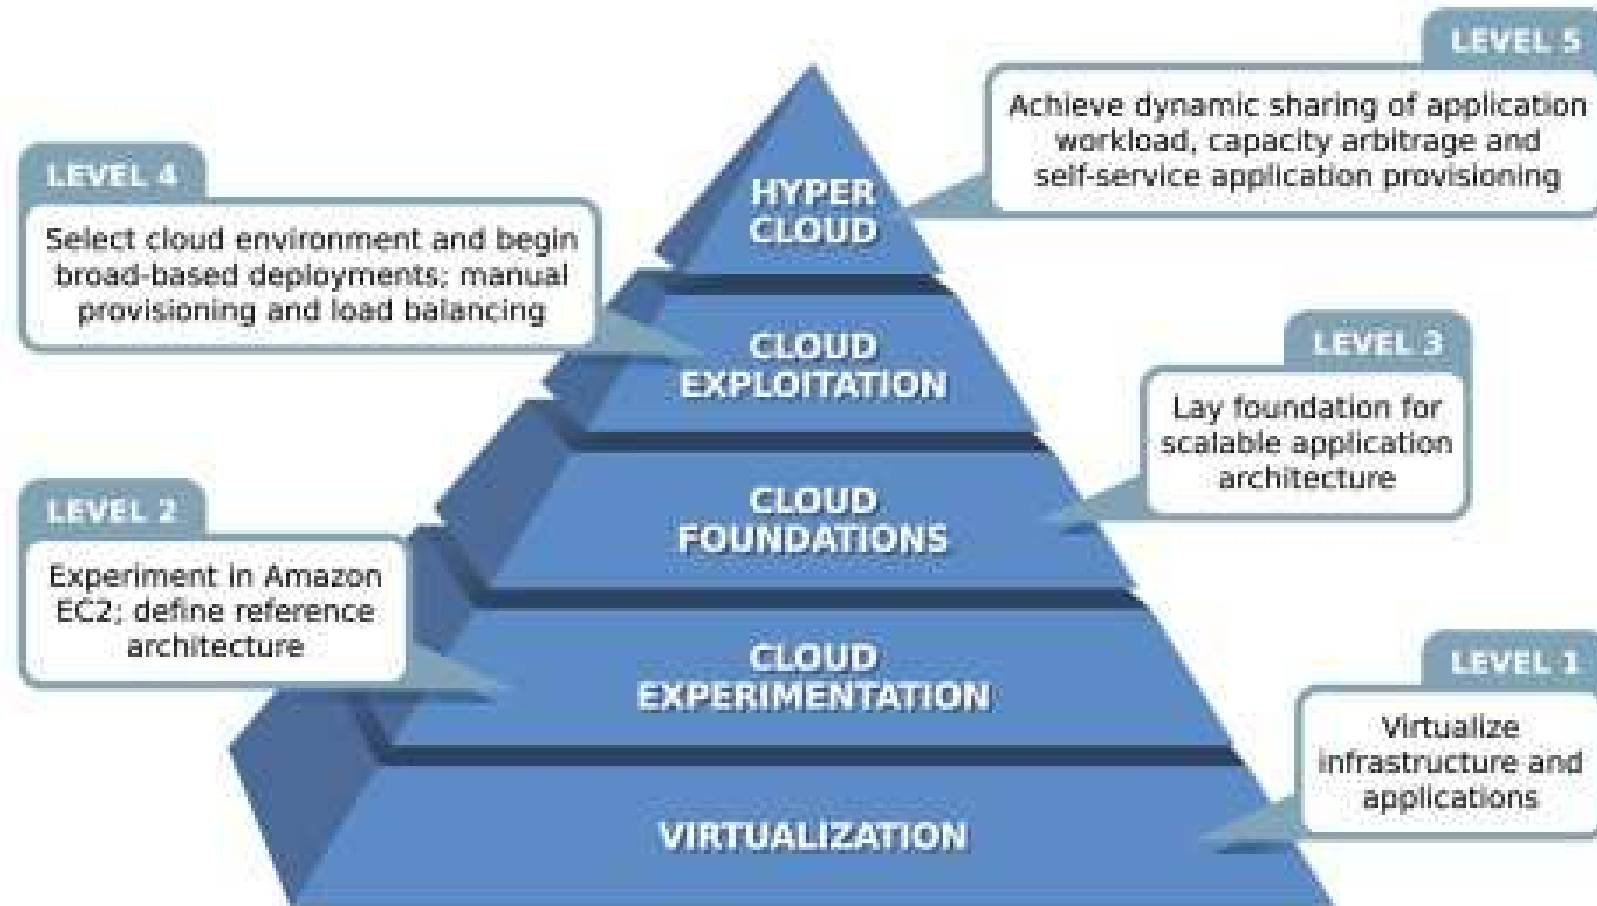 LEVEL 5
Achieve dynamic sharing of application
workload, capacity arbitrage and
self-service application provisioning
HYPER
CLOUD
LEVEL 4
Select cloud environment and begin
broad-based deployments; manual
provisioning and load balancing
CLOUD
EXPLOITATION
LEVEL 3
Lay foundation for
scalable application
architecture
CLOUD
FOUNDATIONS
LEVEL 2
Experiment in Amazon
EC2; define reference
architecture
CLOUD
EXPERIMENTATION
LEVEL 1
Virtualize
infrastructure and
applications
VIRTUALIZATION